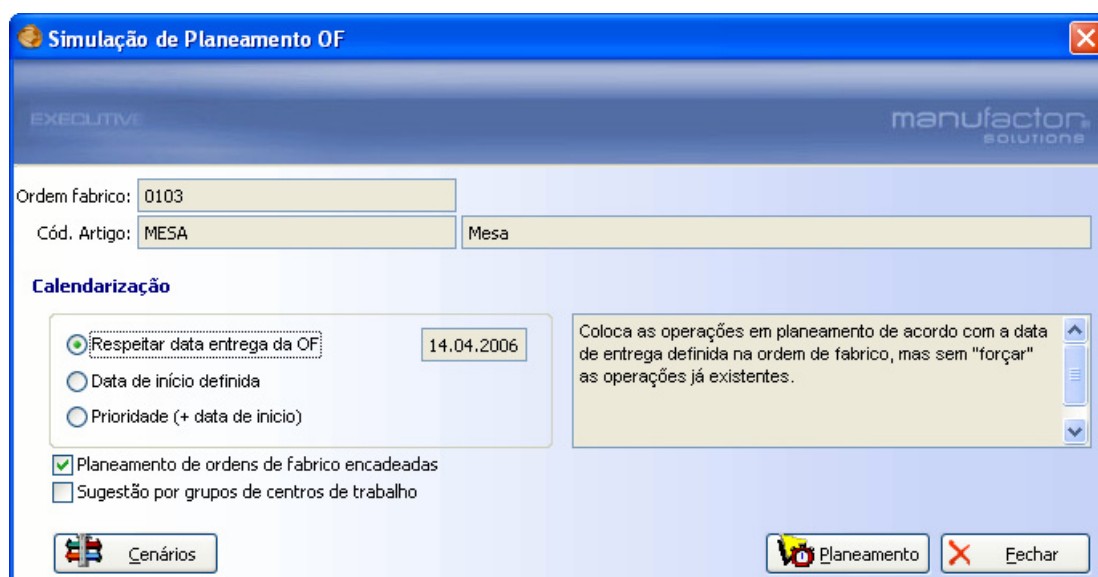 Simulação de Planeamento OF
EXECUTIVE
manufactor®
SOLUTIONS
Ordem fabrico: 0103
Cód. Artigo: MESA Mesa
Calendarização
Respeitar data entrega da OF 14.04.2006
Data de início definida
Prioridade (+ data de inicio)
Coloca as operações em planeamento de acordo com a data
de entrega definida na ordem de fabrico, mas sem "forçar"
as operações já existentes.
Planeamento de ordens de fabrico encadeadas
Sugestão por grupos de centros de trabalho
Cenários Planeamento Fechar